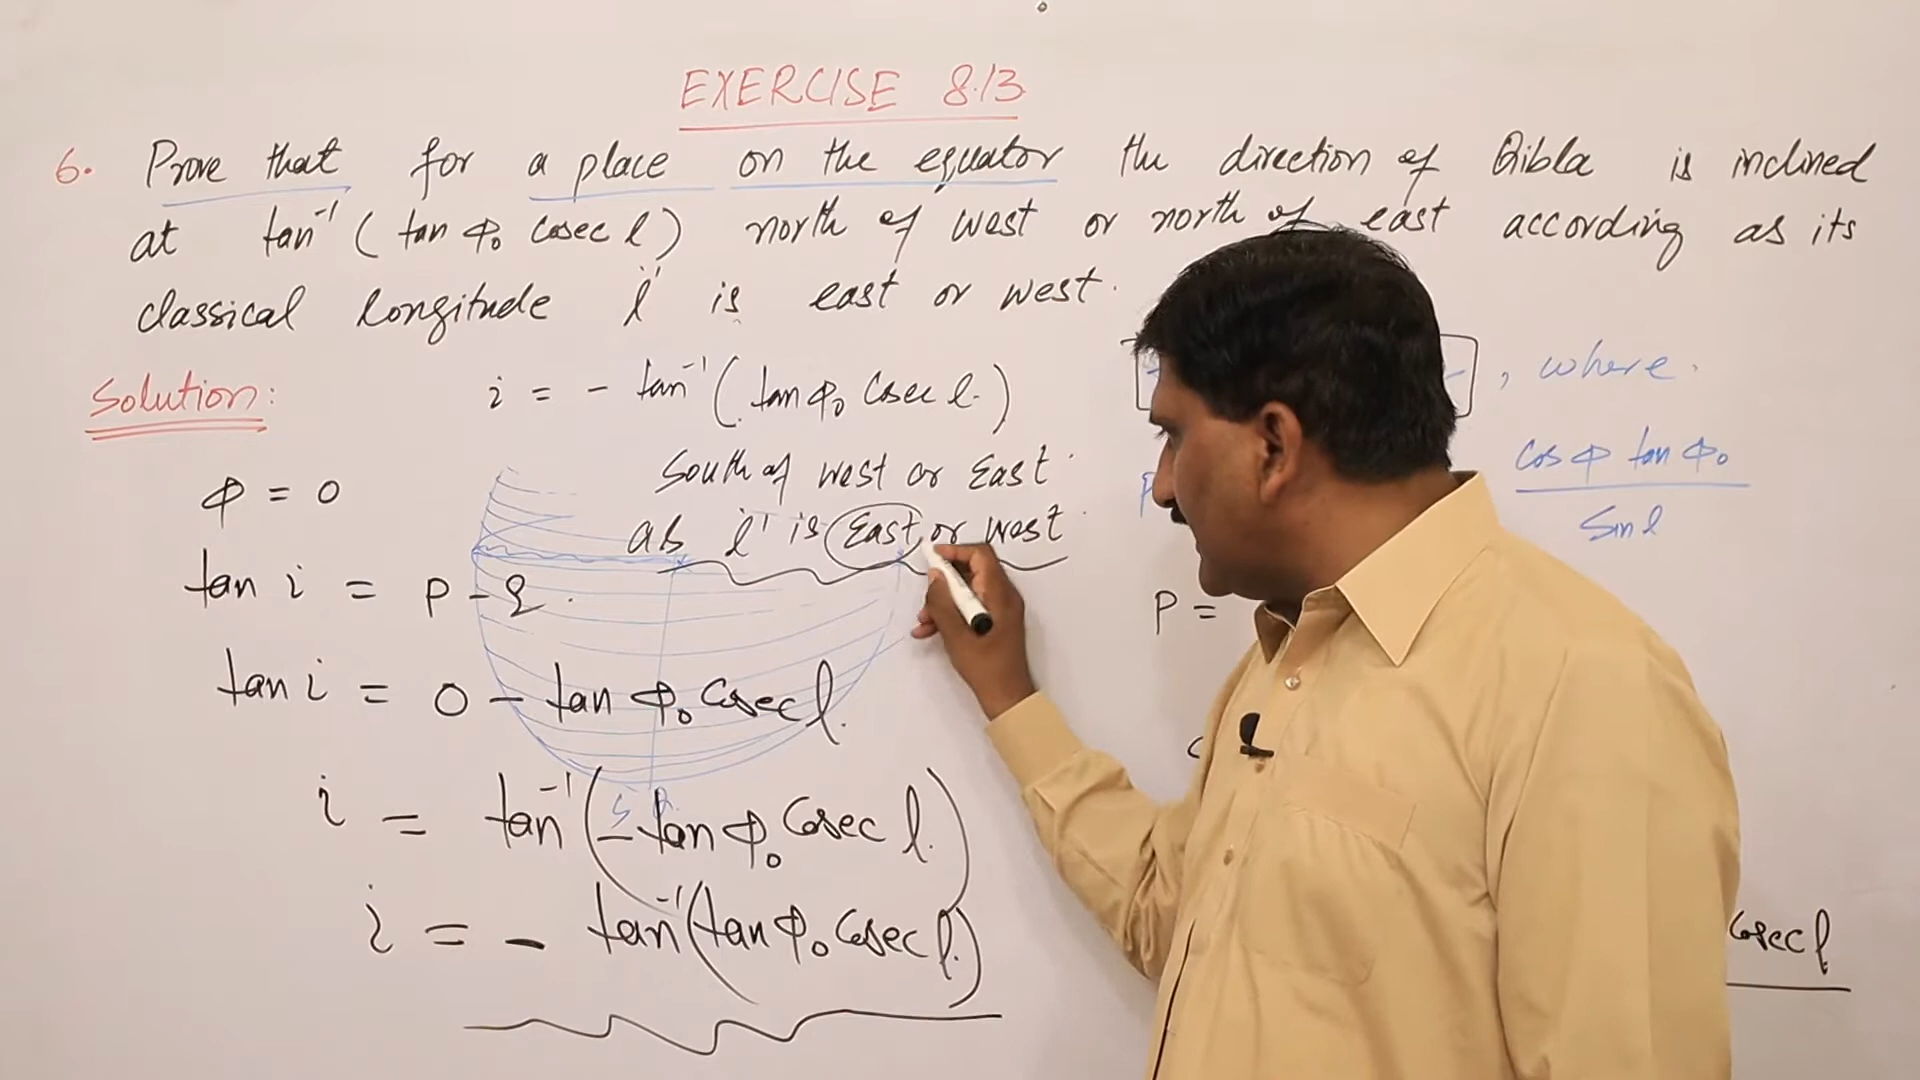 EXERCISE 8.13
6. Prove that for a place on the equator the direction of Qibla is inclined
at tan⁻¹ ( tan φ₀ cosec l ) north of west or north of east according as its
classical longitude l' is east or west.
Solution:
i = - tan⁻¹ ( tan φ₀ Cosec l. )
, where.
South of west or East
as l' is East or west
φ = 0
cos φ tan φ₀
Sin l
tan i = P - q .
P =
tan i = 0 - tan φ₀ Cosec l.
i = tan⁻¹ ( - tan φ₀ Cosec l. )
i = - tan⁻¹ ( tan φ₀ Cosec l. )
Cosec l